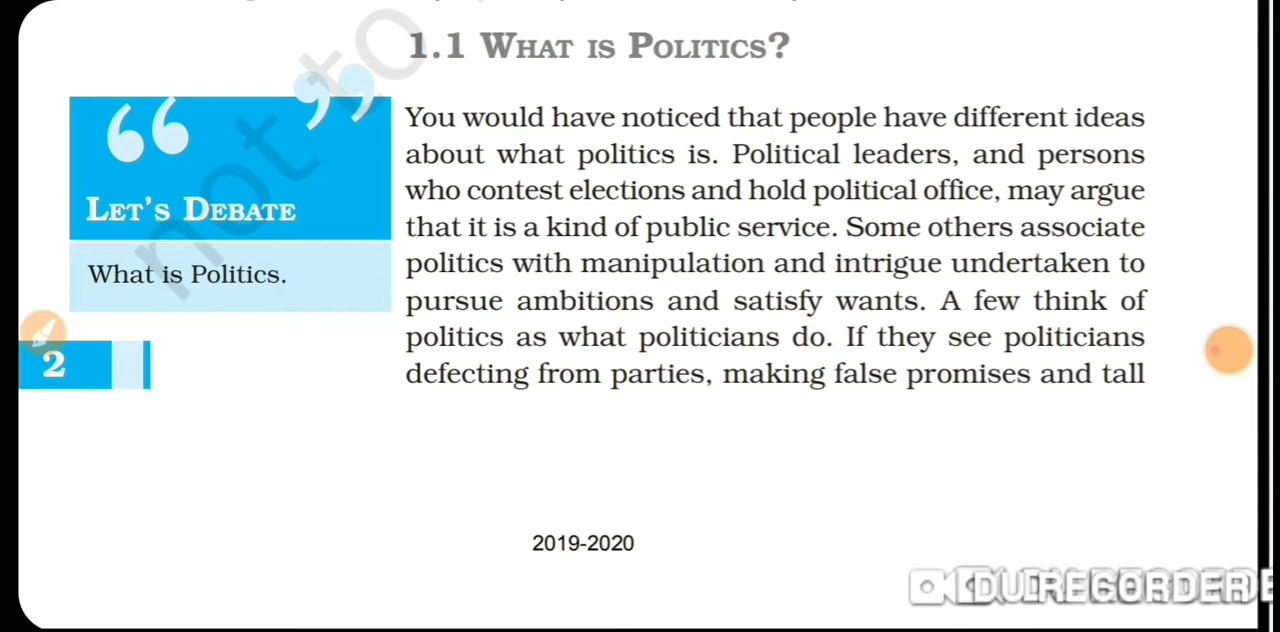 1.1 WHAT IS POLITICS?
LET'S DEBATE
What is Politics.
You would have noticed that people have different ideas
about what politics is. Political leaders, and persons
who contest elections and hold political office, may argue
that it is a kind of public service. Some others associate
politics with manipulation and intrigue undertaken to
pursue ambitions and satisfy wants. A few think of
politics as what politicians do. If they see politicians
defecting from parties, making false promises and tall
2
not to
2019-2020
DU RECORDER